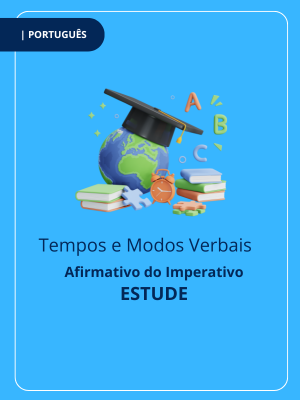 | PORTUGUÊS
A
B
C
Tempos e Modos Verbais
Afirmativo do Imperativo
ESTUDE